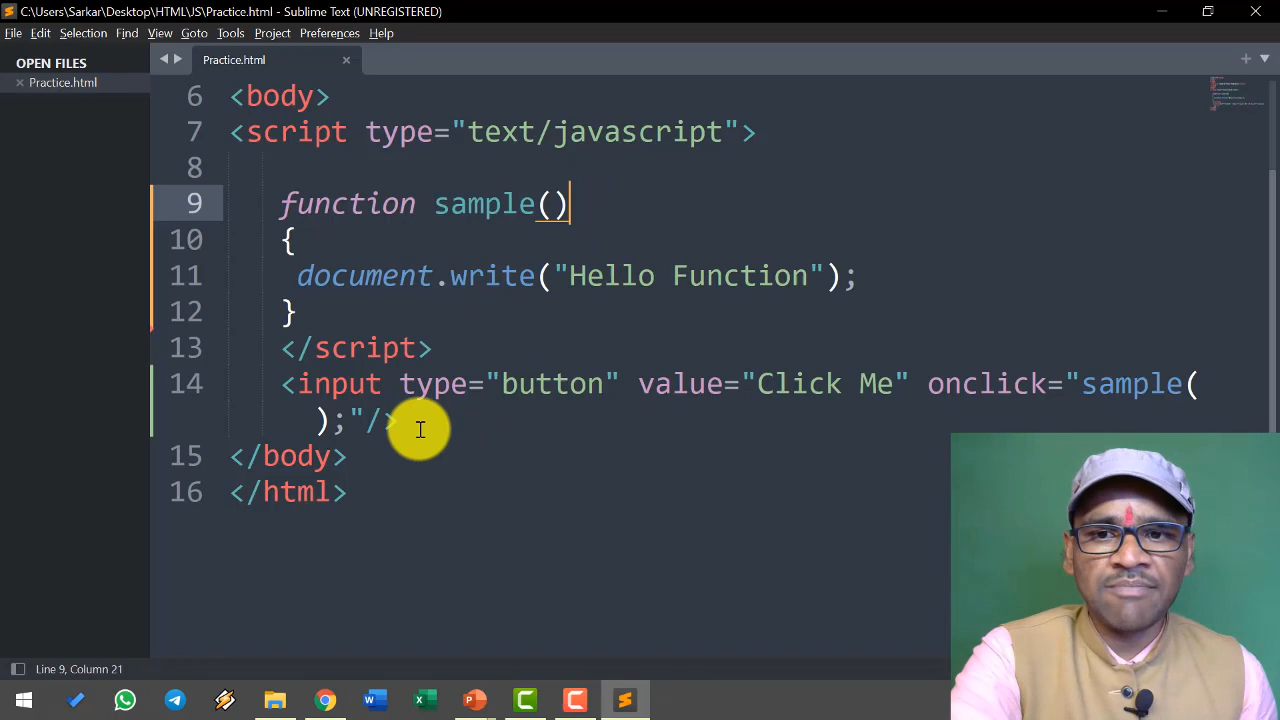 C:\Users\Sarkar\Desktop\HTML\JS\Practice.html - Sublime Text (UNREGISTERED)
File Edit Selection Find View Goto Tools Project Preferences Help
OPEN FILES
Practice.html
Practice.html
6 <body>
7 <script type="text/javascript">
8
9 function sample()
10 {
11 document.write("Hello Function");
12 }
13 </script>
14 <input type="button" value="Click Me" onclick="sample(
);"/>
15 </body>
16 </html>
Line 9, Column 21